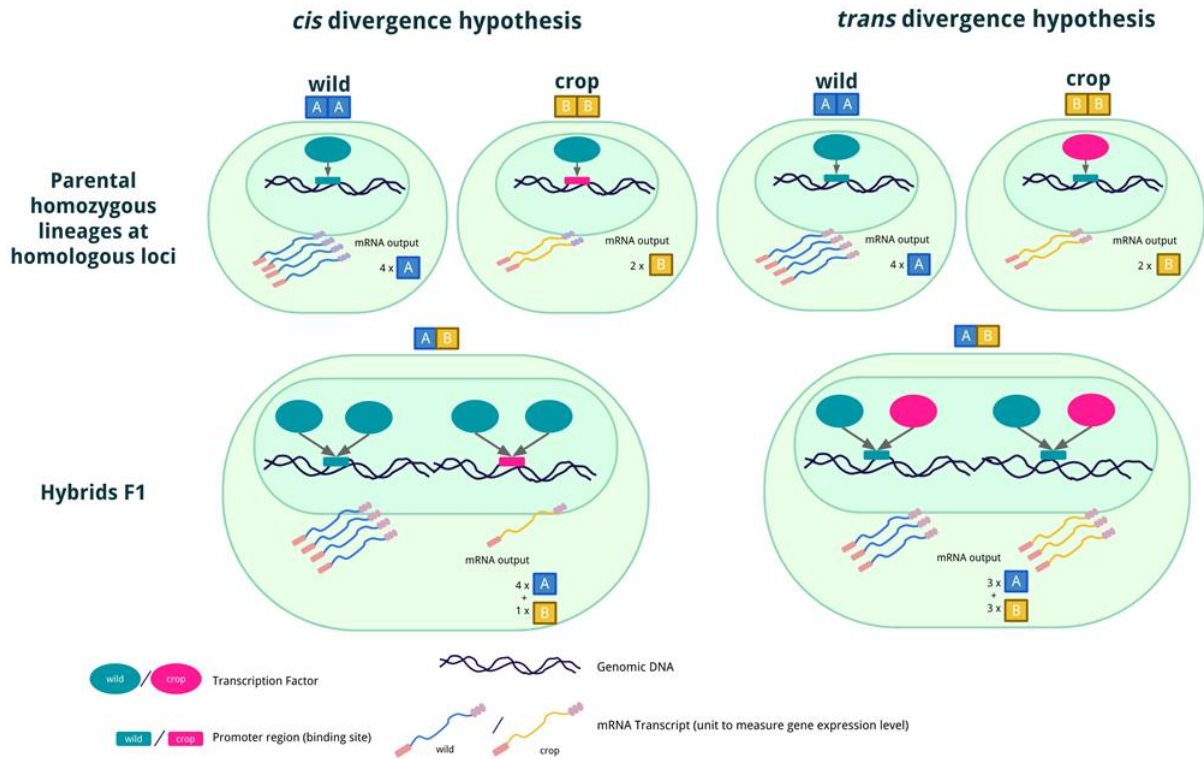 cis divergence hypothesis
trans divergence hypothesis
wild
crop
wild
crop
A A
B B
A A
B B
Parental
homozygous
lineages at
homologous loci
mRNA output
4 x A
mRNA output
2 x B
mRNA output
4 x A
mRNA output
2 x B
A B
A B
Hybrids F1
mRNA output
4 x A
+
1 x B
mRNA output
3 x A
+
3 x B
wild / crop Transcription Factor
Genomic DNA
wild / crop Promoter region (binding site)
wild / crop
mRNA Transcript (unit to measure gene expression level)